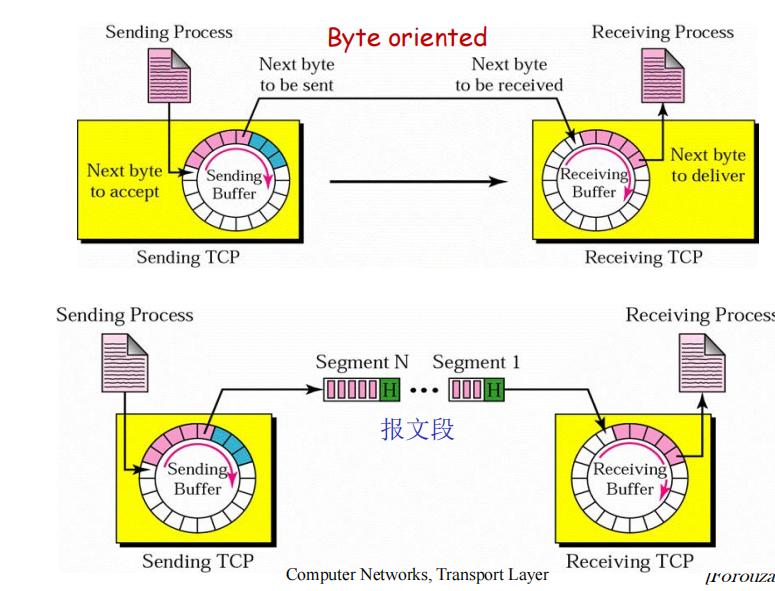 Sending Process
Byte oriented
Receiving Process
Next byte
to be sent
Next byte
to be received
Next byte
to accept
Sending
Buffer
Receiving
Buffer
Next byte
to deliver
Sending TCP
Receiving TCP
Sending Process
Receiving Process
Segment N
Segment 1
H
...
H
报文段
Sending
Buffer
Receiving
Buffer
Sending TCP
Receiving TCP
Computer Networks, Transport Layer